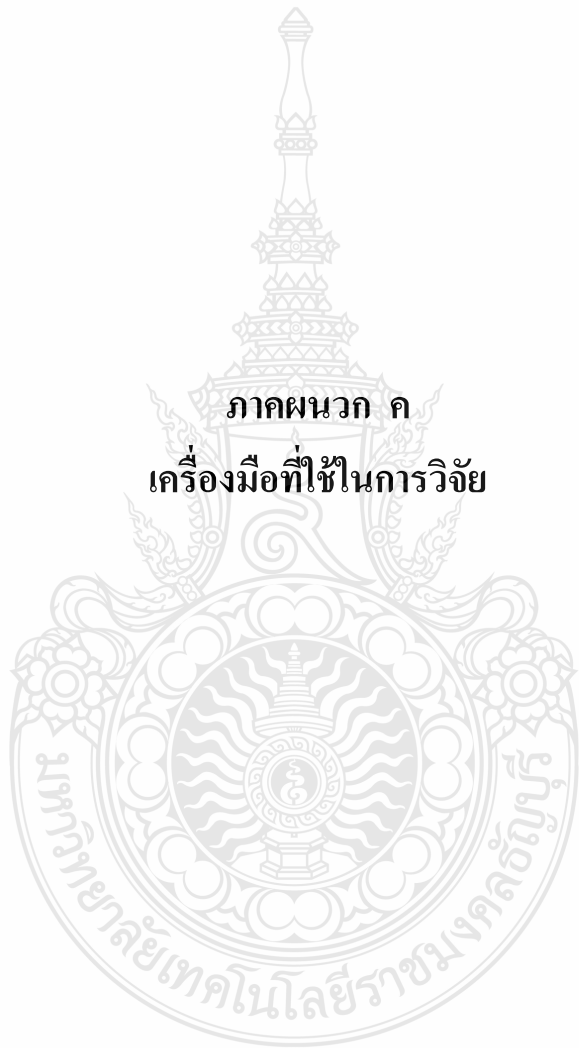 ภาคผนวก ค
เครื่องมือที่ใช้ในการวิจัย
มหาวิทยาลัยเทคโนโลยีราชมงคลธัญบุรี